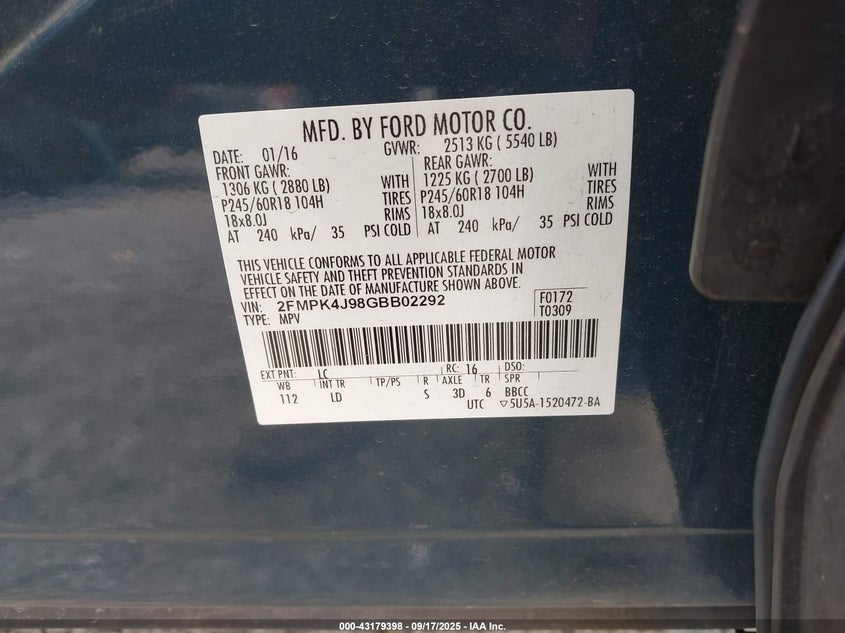 MFD. BY FORD MOTOR CO.
DATE: 01/16 GVWR: 2513 KG ( 5540 LB)
FRONT GAWR: REAR GAWR:
1306 KG ( 2880 LB) WITH 1225 KG ( 2700 LB) WITH
P245/60R18 104H TIRES P245/60R18 104H TIRES
18x8.0J RIMS 18x8.0J RIMS
AT 240 kPa/ 35 PSI COLD AT 240 kPa/ 35 PSI COLD
THIS VEHICLE CONFORMS TO ALL APPLICABLE FEDERAL MOTOR
VEHICLE SAFETY AND THEFT PREVENTION STANDARDS IN
EFFECT ON THE DATE OF MANUFACTURE SHOWN ABOVE.
VIN: 2FMPK4J98GBB02292 F0172
TYPE: MPV T0309
EXT PNT: LC RC: 16 DSO:
WB INT TR TP/PS R AXLE TR SPR
112 LD S 3D 6 BBCC
UTC ▽5U5A-1520472-BA
000-43179398 - 09/17/2025 - IAA Inc.